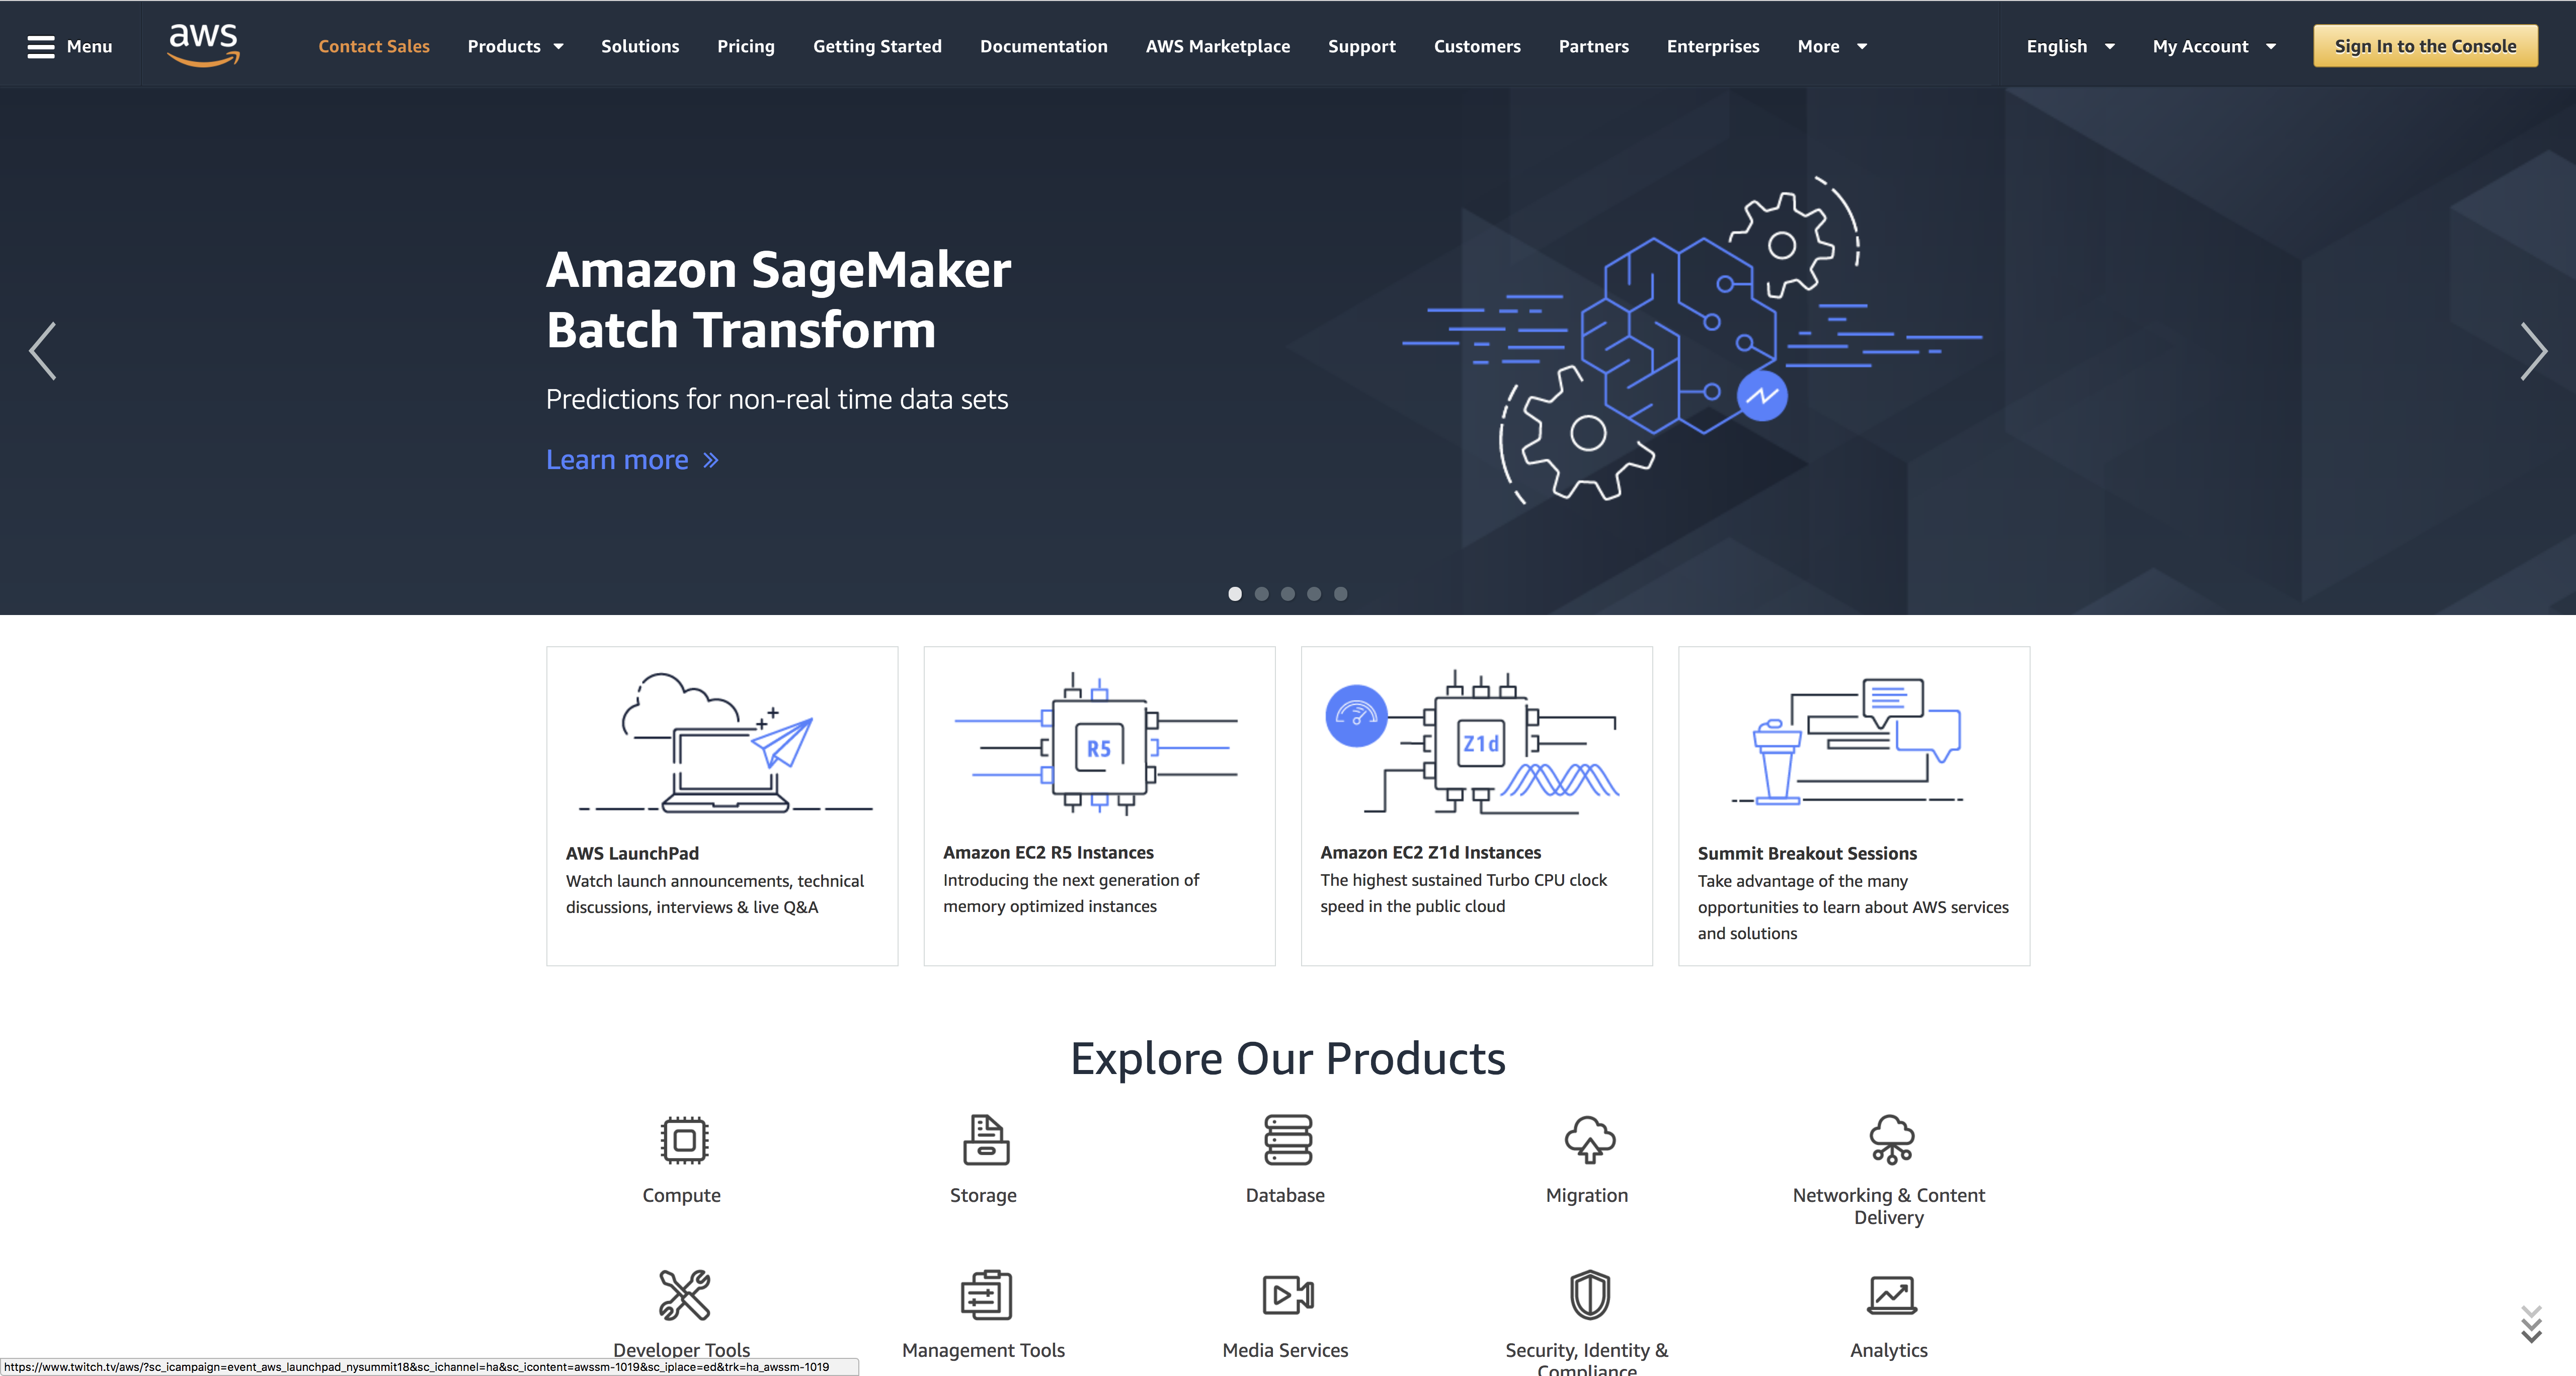 Menu
aws
Contact Sales
Products
Solutions
Pricing
Getting Started
Documentation
AWS Marketplace
Support
Customers
Partners
Enterprises
More
English
My Account
Sign In to the Console
Amazon SageMaker
Batch Transform
Predictions for non-real time data sets
Learn more »
R5
Z1d
AWS LaunchPad
Watch launch announcements, technical
discussions, interviews & live Q&A
Amazon EC2 R5 Instances
Introducing the next generation of
memory optimized instances
Amazon EC2 Z1d Instances
The highest sustained Turbo CPU clock
speed in the public cloud
Summit Breakout Sessions
Take advantage of the many
opportunities to learn about AWS services
and solutions
Explore Our Products
Compute
Storage
Database
Migration
Networking & Content
Delivery
Developer Tools
Management Tools
Media Services
Security, Identity &
Compliance
Analytics
https://www.twitch.tv/aws/?sc_icampaign=event_aws_launchpad_nysummit18&sc_ichannel=ha&sc_icontent=awssm-1019&sc_iplace=ed&trk=ha_awssm-1019